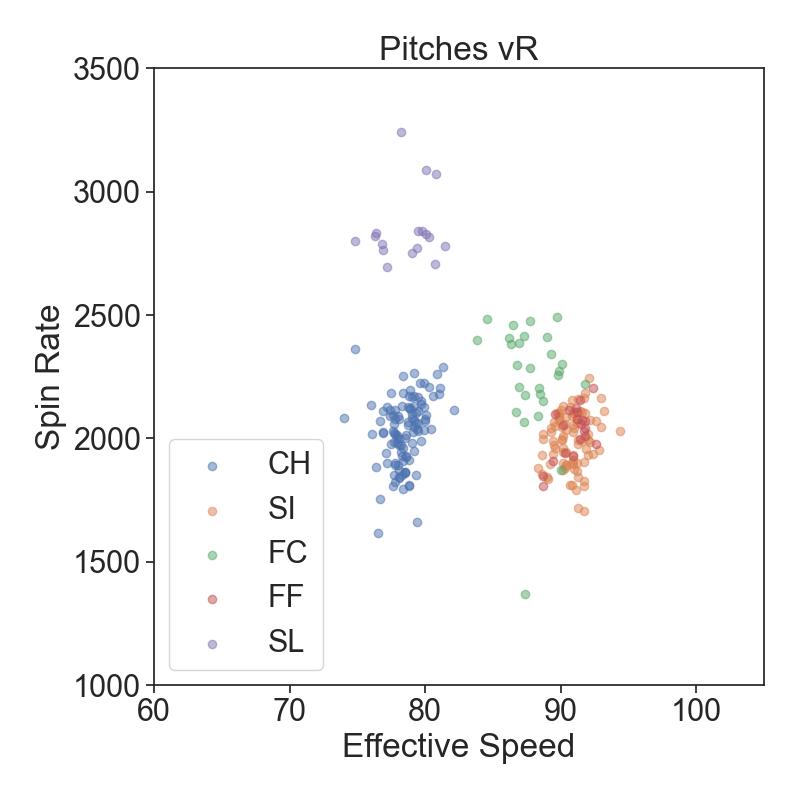 Pitches vR
3500
3000
2500
2000
1500
1000
Spin Rate
CH
SI
FC
FF
SL
60 70 80 90 100
Effective Speed